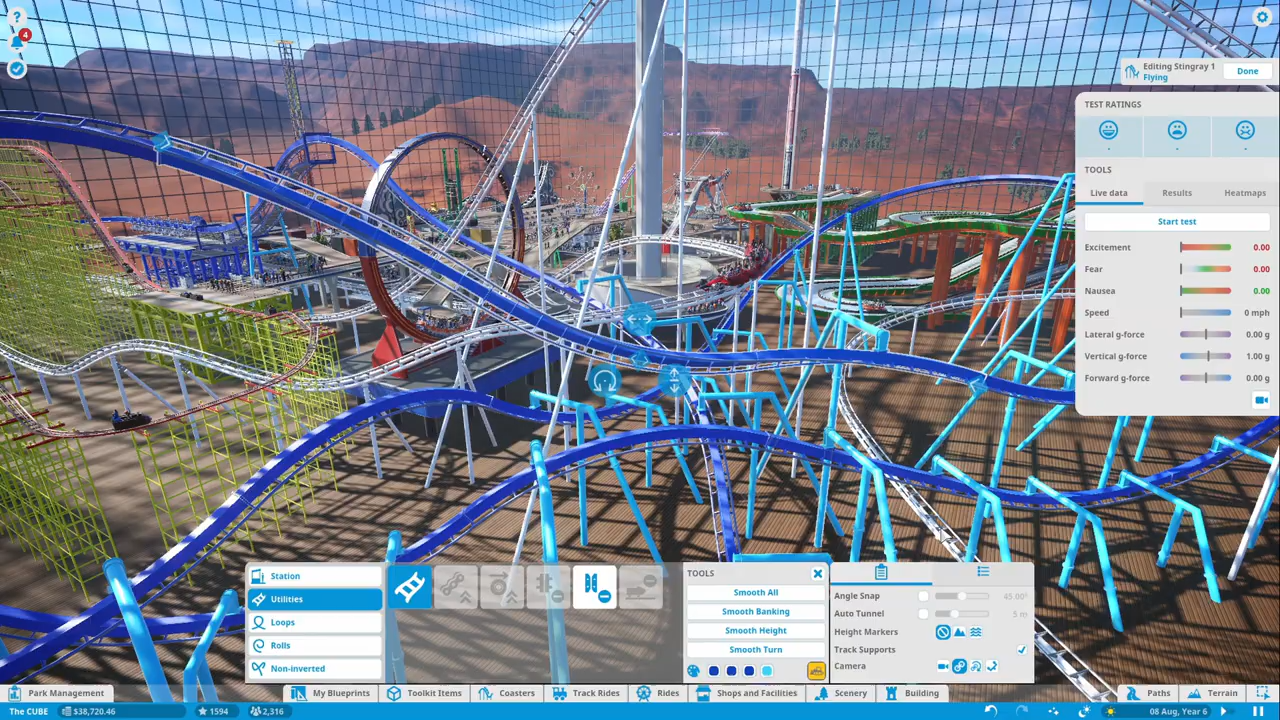 ?
4
Editing Stingray 1
Flying
Done
TEST RATINGS
- - -
TOOLS
Live data Results Heatmaps
Start test
Excitement 0.00
Fear 0.00
Nausea 0.00
Speed 0 mph
Lateral g-force 0.00 g
Vertical g-force 1.00 g
Forward g-force 0.00 g
Station
Utilities
Loops
Rolls
Non-inverted
TOOLS
Smooth All
Smooth Banking
Smooth Height
Smooth Turn
Angle Snap 45.00°
Auto Tunnel 5 m
Height Markers
Track Supports
Camera
Park Management My Blueprints Toolkit Items Coasters Track Rides Rides Shops and Facilities Scenery Building Paths Terrain
The CUBE $38,720.46 1594 2,316 08 Aug, Year 6